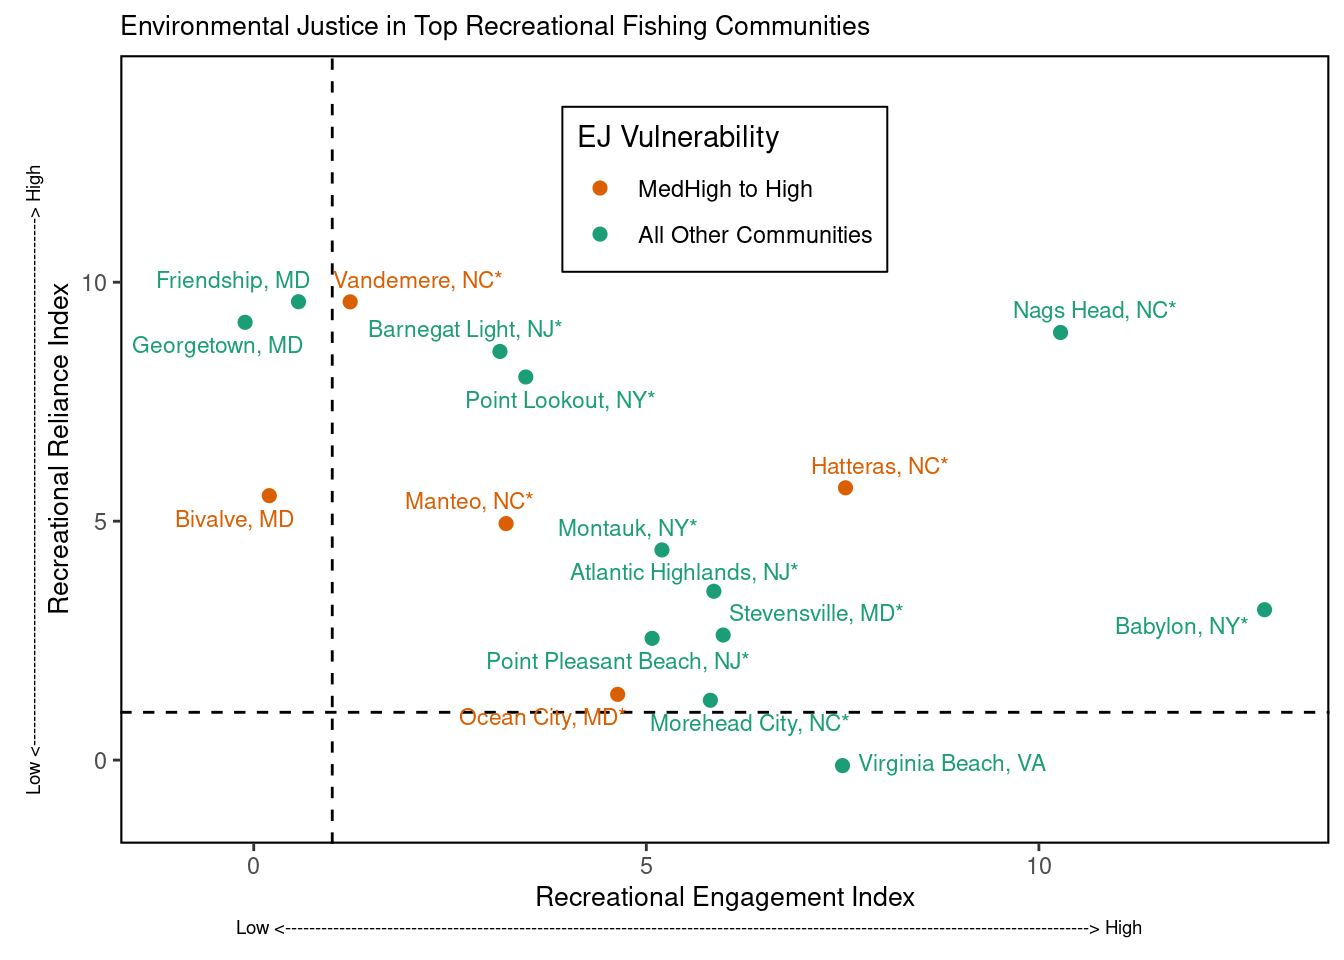 Environmental Justice in Top Recreational Fishing Communities
EJ Vulnerability
MedHigh to High
All Other Communities
Friendship, MD
Vandemere, NC*
Georgetown, MD
Barnegat Light, NJ*
Point Lookout, NY*
Nags Head, NC*
Hatteras, NC*
Bivalve, MD
Manteo, NC*
Montauk, NY*
Atlantic Highlands, NJ*
Stevensville, MD*
Babylon, NY*
Point Pleasant Beach, NJ*
Ocean City, MD*
Morehead City, NC*
Virginia Beach, VA
10
5
0
Recreational Reliance Index
Low <--------------------------------------------------------------------------------------> High
0
5
10
Recreational Engagement Index
Low <--------------------------------------------------------------------------------------------------------------------------------------> High